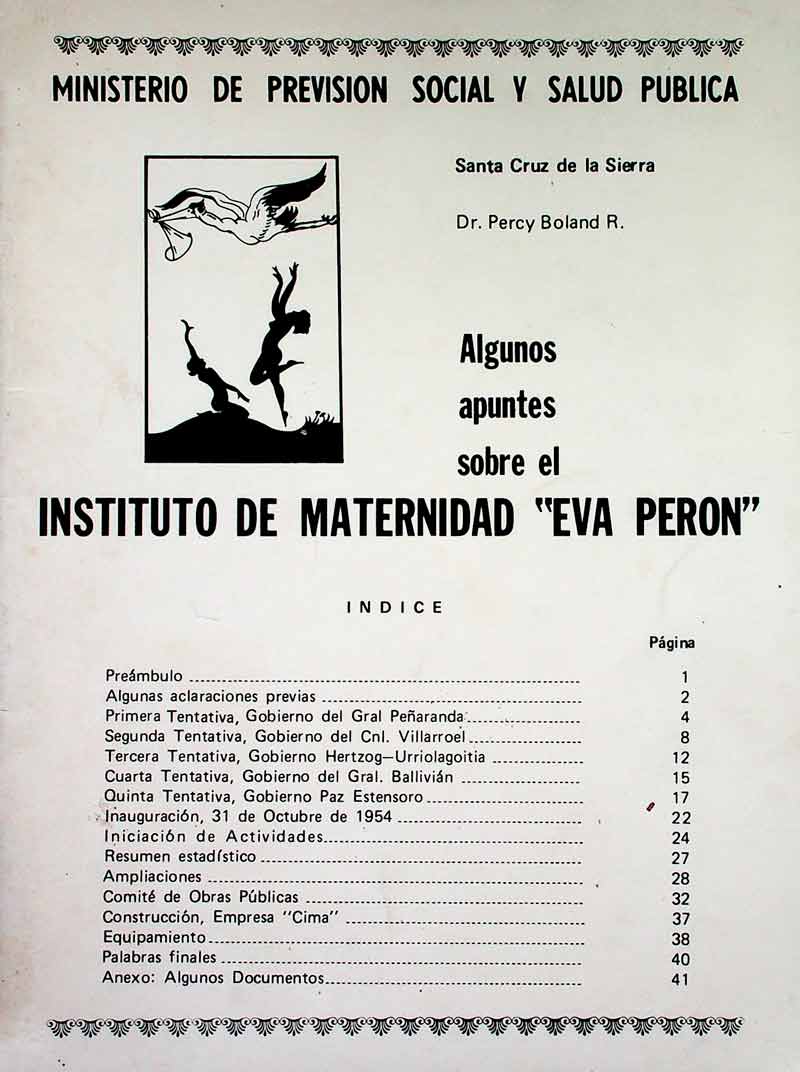 MINISTERIO DE PREVISION SOCIAL Y SALUD PUBLICA
Santa Cruz de la Sierra
Dr. Percy Boland R.
Algunos
apuntes
sobre el
INSTITUTO DE MATERNIDAD "EVA PERON"
INDICE
Página
Preámbulo 1
Algunas aclaraciones previas 2
Primera Tentativa, Gobierno del Gral Peñaranda 4
Segunda Tentativa, Gobierno del Cnl. Villarroel 8
Tercera Tentativa, Gobierno Hertzog—Urriolagoitia 12
Cuarta Tentativa, Gobierno del Gral. Ballivián 15
Quinta Tentativa, Gobierno Paz Estensoro 17
Inauguración, 31 de Octubre de 1954 22
Iniciación de Actividades 24
Resumen estadístico 27
Ampliaciones 28
Comité de Obras Públicas 32
Construcción, Empresa "Cima" 37
Equipamiento 38
Palabras finales 40
Anexo: Algunos Documentos 41